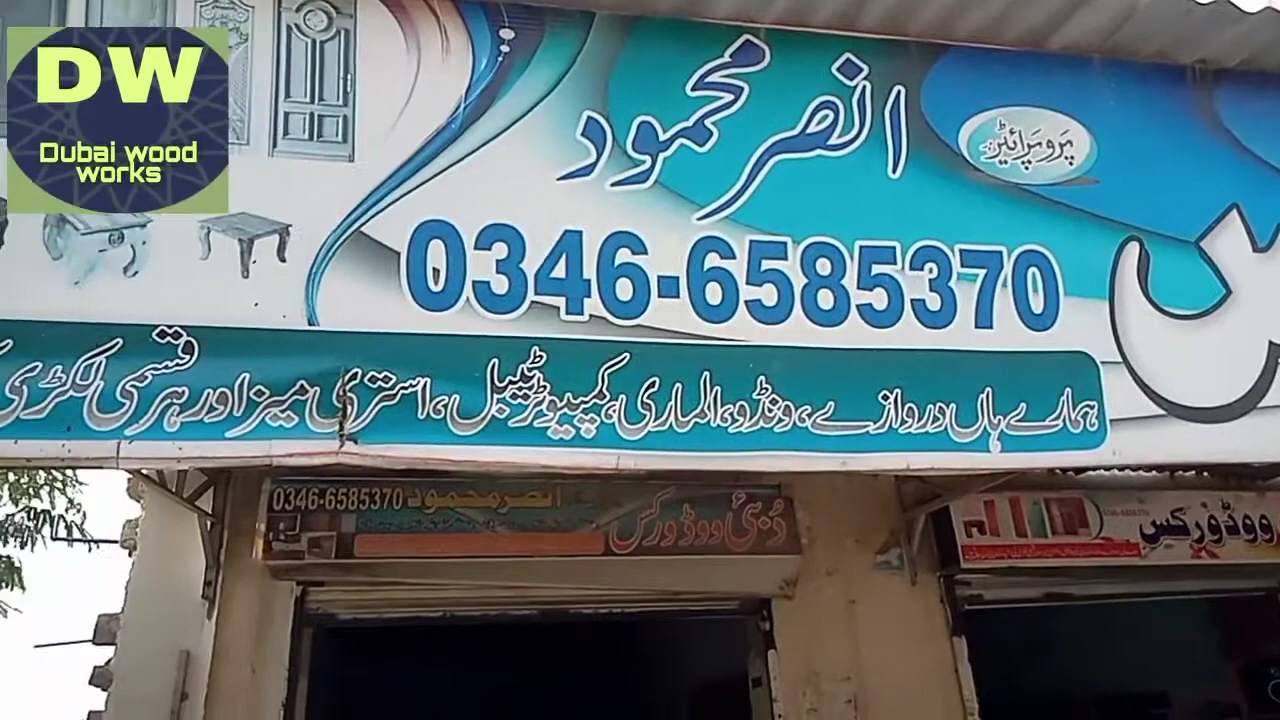 DW
Dubai wood
works
پروپرائیٹر
انصر محمود
0346-6585370
ہمارے ہاں دروازے، ونڈو، الماری، کمپیوٹر ٹیبل، استری میز اور ہر قسمی لکڑی
انصر محمود 0346-6585370
دبئی ووڈ ورکس
ووڈ ورکس